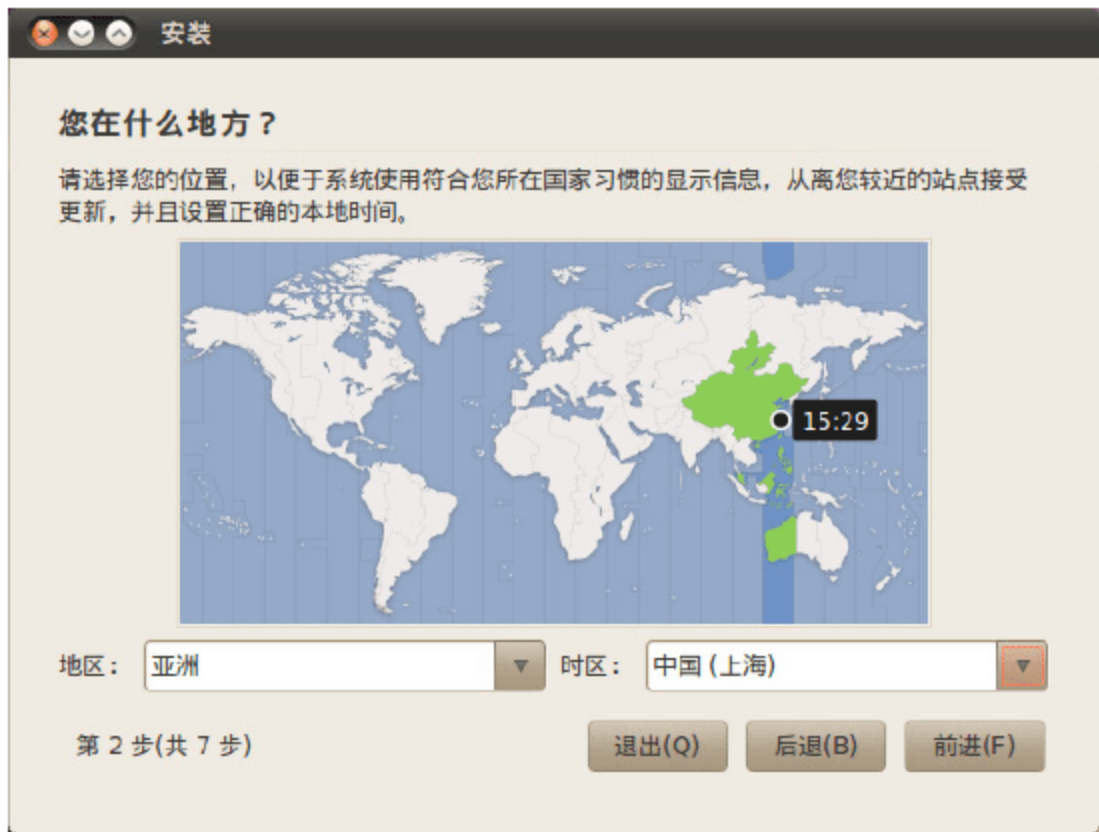 安装
您在什么地方？
请选择您的位置，以便于系统使用符合您所在国家习惯的显示信息，从离您较近的站点接受
更新，并且设置正确的本地时间。
15:29
地区： 亚洲 时区： 中国 (上海)
第 2 步(共 7 步) 退出(Q) 后退(B) 前进(F)